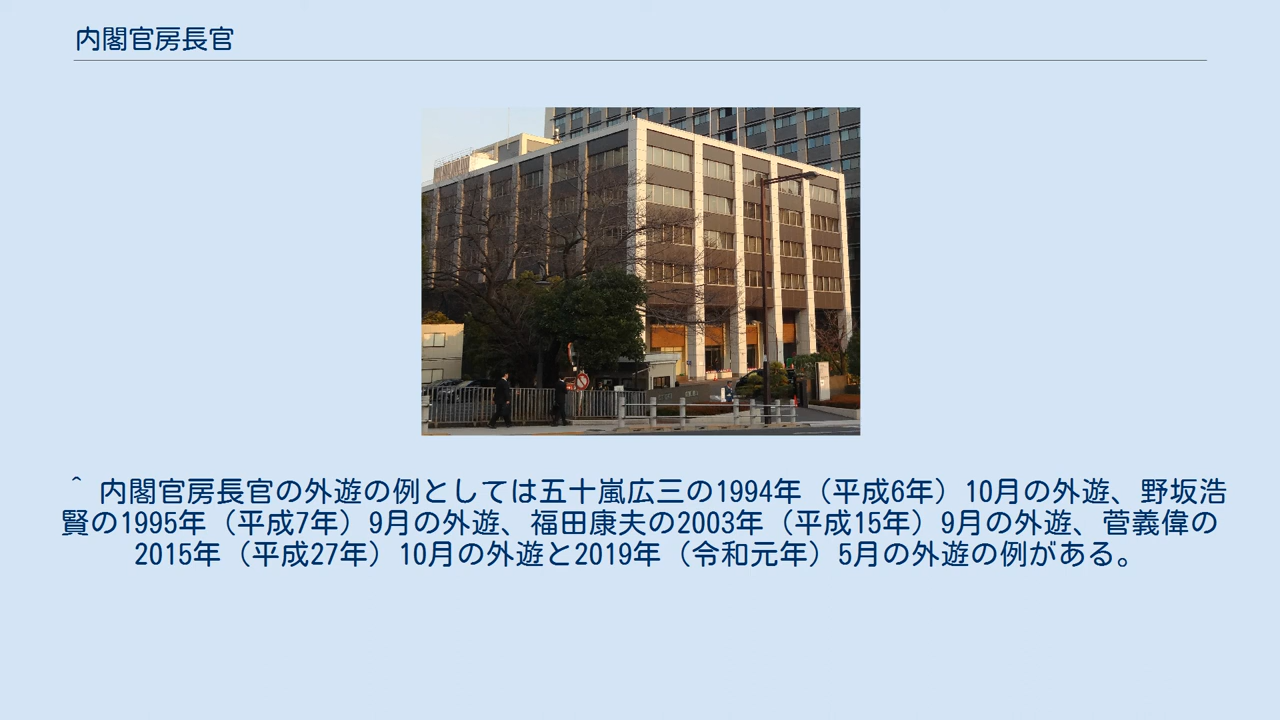 内閣官房長官
^ 内閣官房長官の外遊の例としては五十嵐広三の1994年（平成6年）10月の外遊、野坂浩
賢の1995年（平成7年）9月の外遊、福田康夫の2003年（平成15年）9月の外遊、菅義偉の
2015年（平成27年）10月の外遊と2019年（令和元年）5月の外遊の例がある。